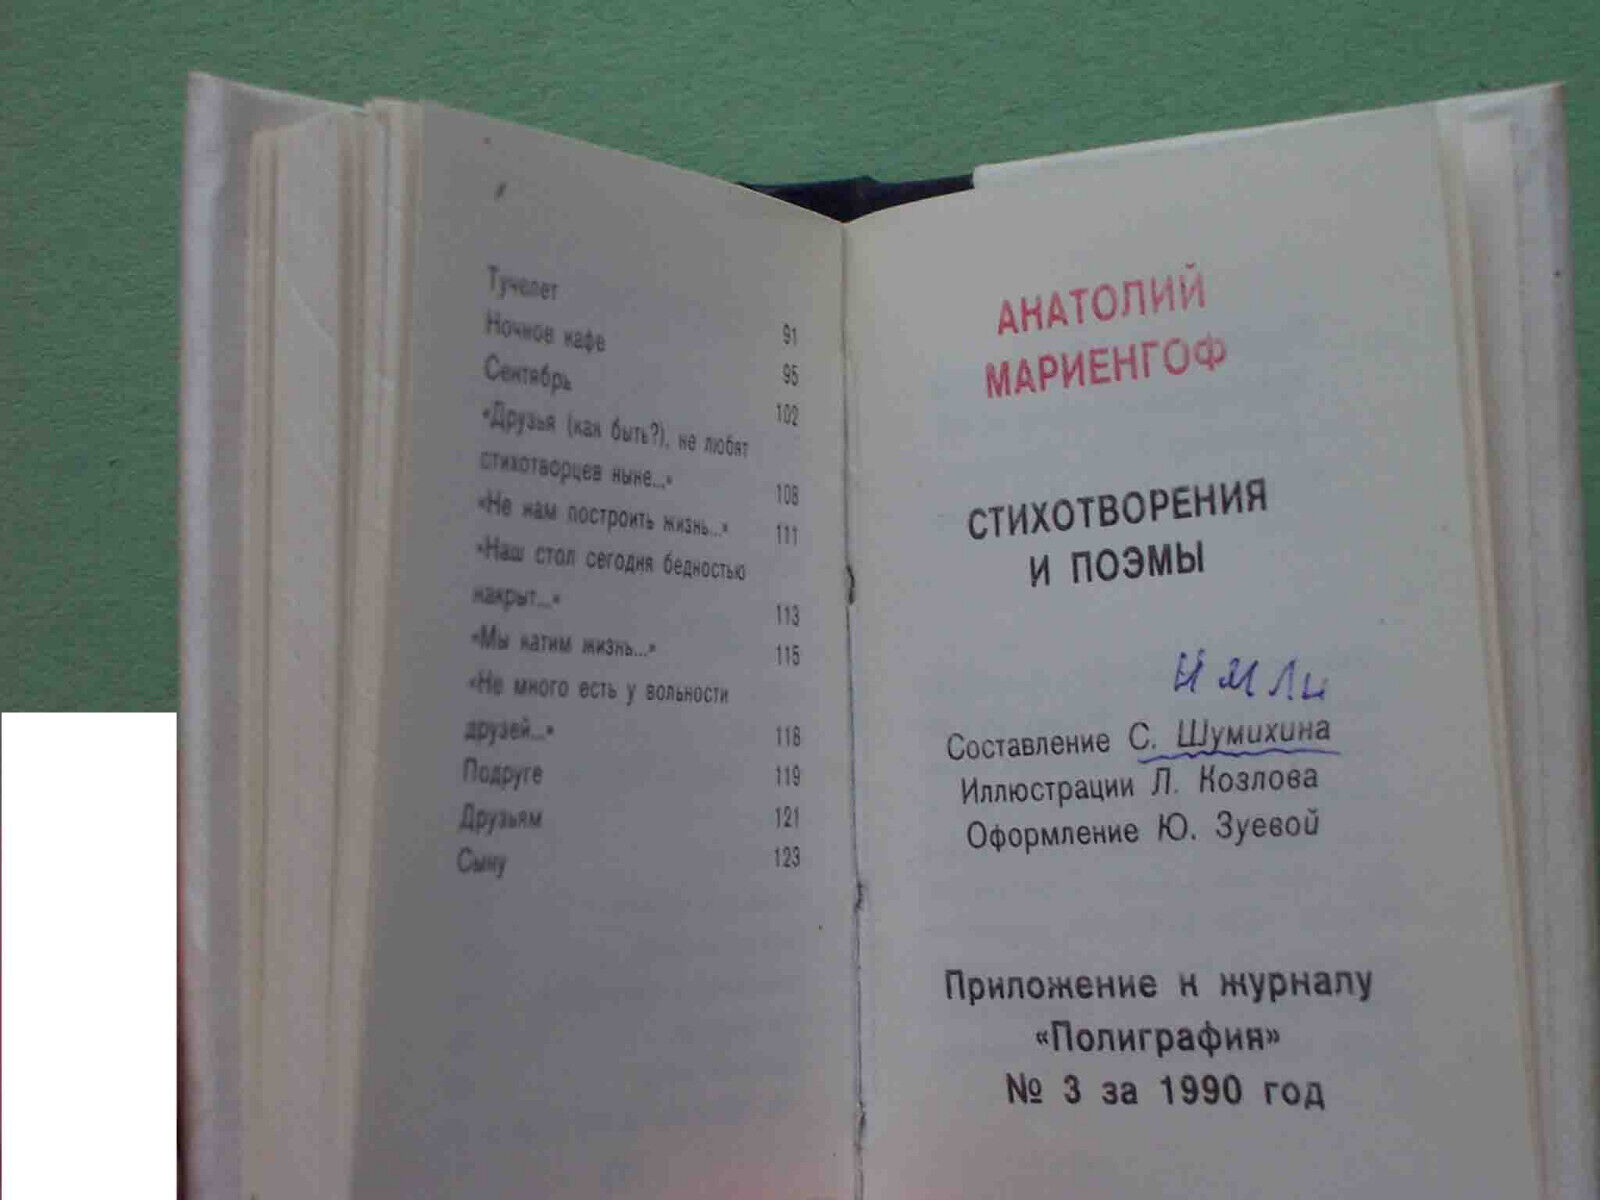 Тучелет 91
Ночное кафе 95
Сентябрь 102
«Друзья (как быть?), не любят
стихотворцев ныне...» 108
«Не нам построить жизнь...» 111
«Наш стол сегодня бедностью
накрыт...» 113
«Мы катим жизнь...» 115
«Не много есть у вольности
друзей...» 118
Подруге 119
Друзьям 121
Сыну 123
АНАТОЛИЙ
МАРИЕНГОФ
СТИХОТВОРЕНИЯ
И ПОЭМЫ
ИМЛИ
Составление С. Шумихина
Иллюстрации Л. Козлова
Оформление Ю. Зуевой
Приложение к журналу
«Полиграфия»
№ 3 за 1990 год